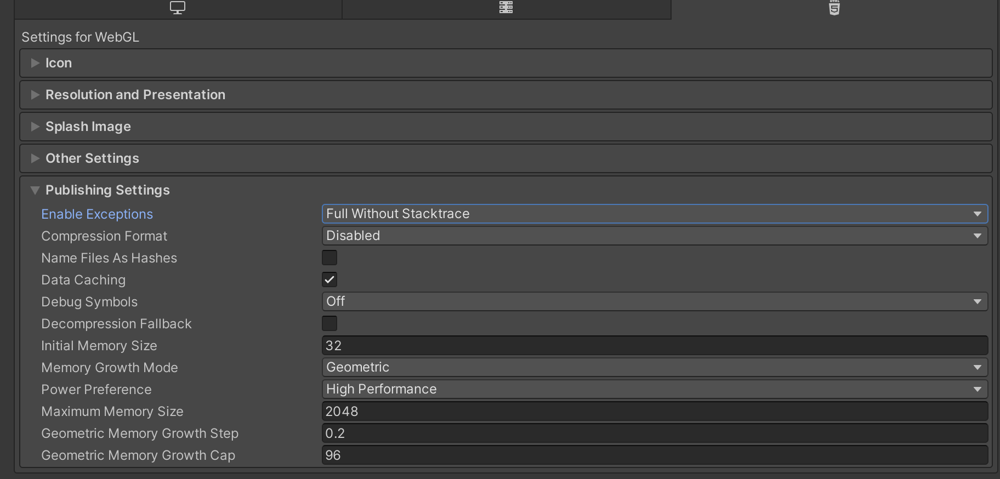 HTML
5
Settings for WebGL
Icon
Resolution and Presentation
Splash Image
Other Settings
Publishing Settings
Enable Exceptions Full Without Stacktrace
Compression Format Disabled
Name Files As Hashes
Data Caching
Debug Symbols Off
Decompression Fallback
Initial Memory Size 32
Memory Growth Mode Geometric
Power Preference High Performance
Maximum Memory Size 2048
Geometric Memory Growth Step 0.2
Geometric Memory Growth Cap 96